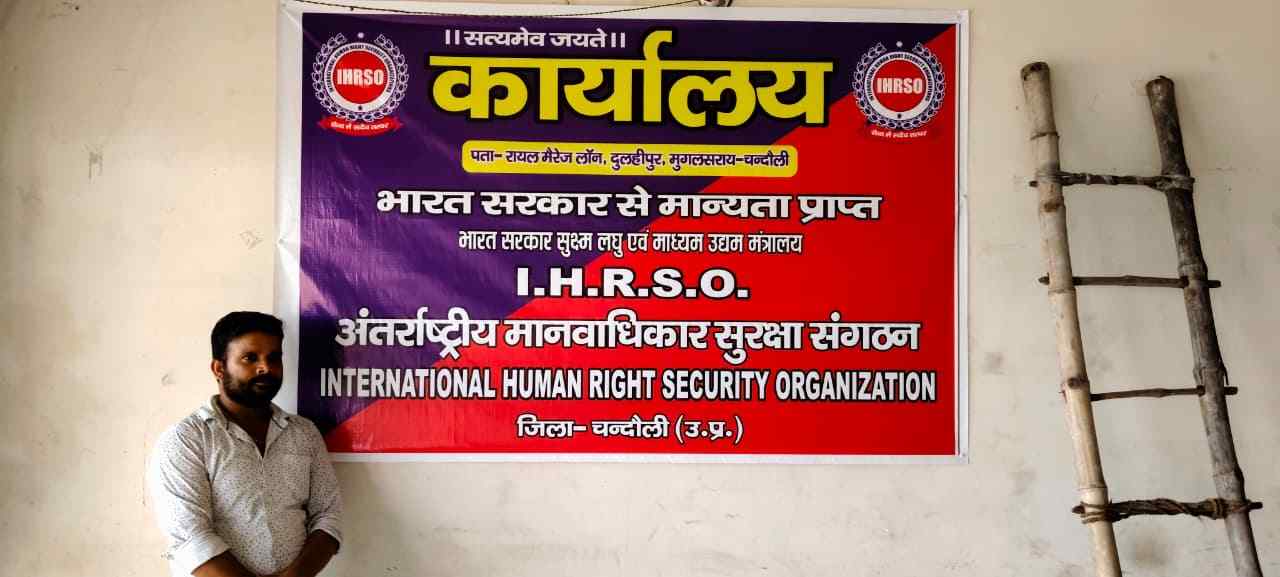 ।।सत्यमेव जयते।।
कार्यालय
IHRSO
IHRSO
पता- रायल मैरेज लॉन, दुलहीपुर, मुगलसराय-चन्दौली
भारत सरकार से मान्यता प्राप्त
भारत सरकार सुक्ष्म लघु एवं माध्यम उद्यम मंत्रालय
I.H.R.S.O.
अंतर्राष्ट्रीय मानवाधिकार सुरक्षा संगठन
INTERNATIONAL HUMAN RIGHT SECURITY ORGANIZATION
जिला- चन्दौली (उ.प्र.)